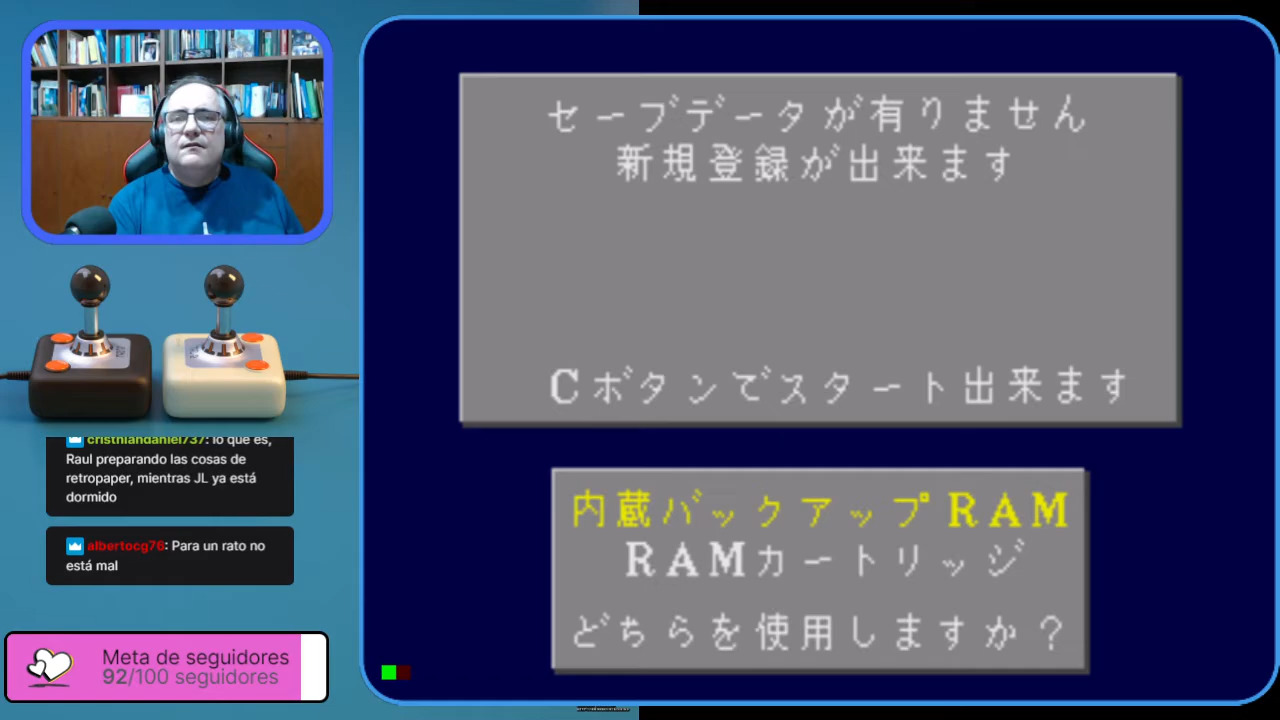 セーブデータが有りません
新規登録が出来ます
Cボタンでスタート出来ます
内蔵バックアップRAM
RAMカートリッジ
どちらを使用しますか？
cristhiandaniel737: lo que es,
Raul preparando las cosas de
retropaper, mientras JL ya está
dormido
albertocg76: Para un rato no
está mal
Meta de seguidores
92/100 seguidores